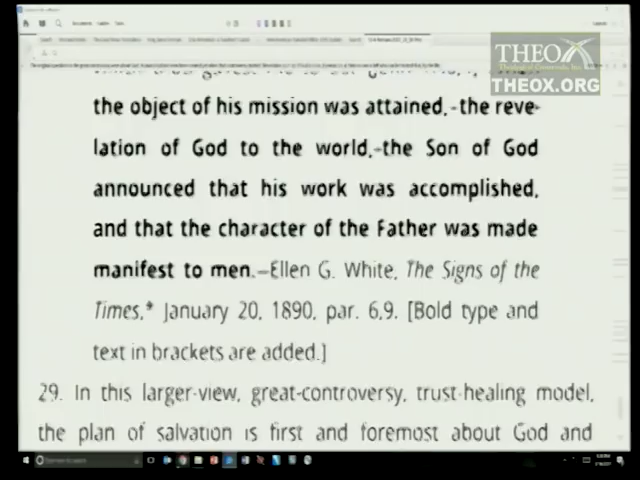 THEOX
THEOX.ORG
the object of his mission was attained,-the reve-
lation of God to the world,-the Son of God
announced that his work was accomplished,
and that the character of the Father was made
manifest to men.–Ellen G. White, The Signs of the
Times,* January 20, 1890, par. 6,9. [Bold type and
text in brackets are added.]
29. In this larger-view, great-controversy, trust-healing model,
the plan of salvation is first and foremost about God and